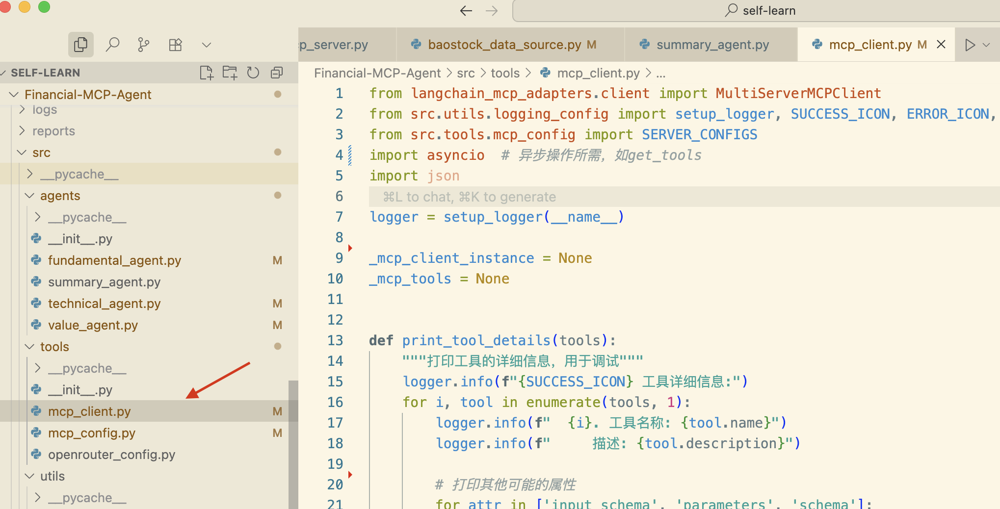 self-learn
p_server.py
baostock_data_source.py M
summary_agent.py
mcp_client.py M
SELF-LEARN
Financial-MCP-Agent
logs
reports
src
__pycache__
agents
__pycache__
__init__.py
fundamental_agent.py M
summary_agent.py
technical_agent.py M
value_agent.py M
tools
__pycache__
__init__.py
mcp_client.py M
mcp_config.py M
openrouter_config.py
utils
__pycache__
Financial-MCP-Agent > src > tools > mcp_client.py > ...
1 from langchain_mcp_adapters.client import MultiServerMCPClient
2 from src.utils.logging_config import setup_logger, SUCCESS_ICON, ERROR_ICON,
3 from src.tools.mcp_config import SERVER_CONFIGS
4 import asyncio  # 异步操作所需，如get_tools
5 import json
6 ⌘L to chat, ⌘K to generate
7 logger = setup_logger(__name__)
8
9 _mcp_client_instance = None
10 _mcp_tools = None
11
12
13 def print_tool_details(tools):
14     """打印工具的详细信息，用于调试"""
15     logger.info(f"{SUCCESS_ICON} 工具详细信息:")
16     for i, tool in enumerate(tools, 1):
17         logger.info(f"  {i}. 工具名称: {tool.name}")
18         logger.info(f"     描述: {tool.description}")
19
20         # 打印其他可能的属性
21         for attr in ['input_schema', 'parameters', 'schema']: